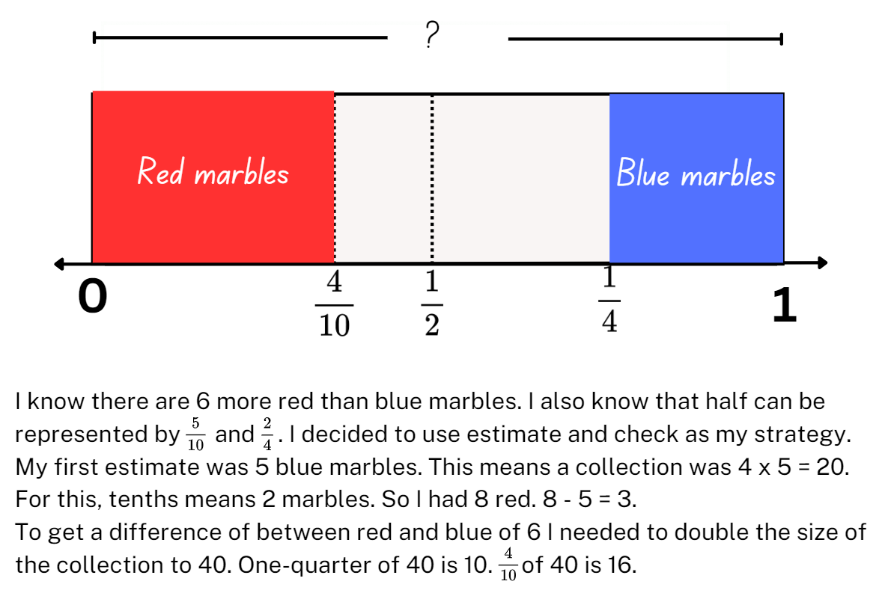 ?
Red marbles
Blue marbles
0
4/10
1/2
1/4
1
I know there are 6 more red than blue marbles. I also know that half can be
represented by 5/10 and 2/4. I decided to use estimate and check as my strategy.
My first estimate was 5 blue marbles. This means a collection was 4 x 5 = 20.
For this, tenths means 2 marbles. So I had 8 red. 8 - 5 = 3.
To get a difference of between red and blue of 6 I needed to double the size of
the collection to 40. One-quarter of 40 is 10. 4/10 of 40 is 16.